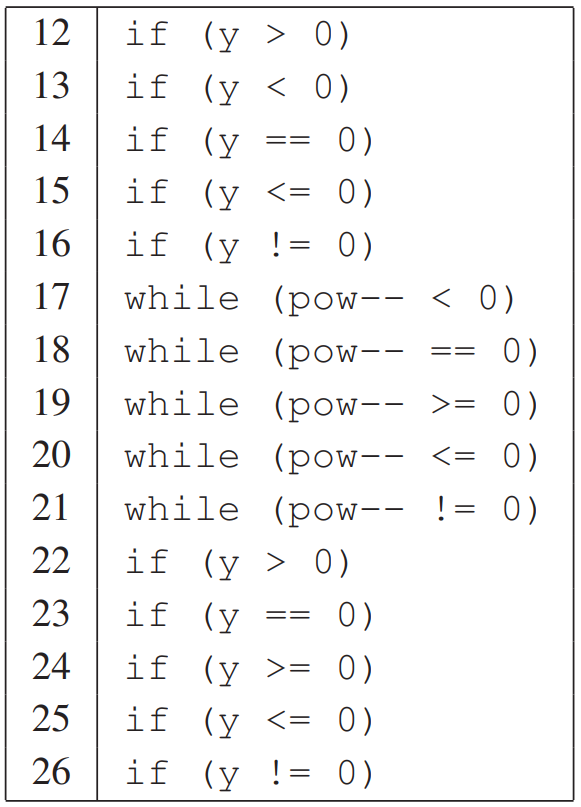 12 if (y > 0)
13 if (y < 0)
14 if (y == 0)
15 if (y <= 0)
16 if (y != 0)
17 while (pow-- < 0)
18 while (pow-- == 0)
19 while (pow-- >= 0)
20 while (pow-- <= 0)
21 while (pow-- != 0)
22 if (y > 0)
23 if (y == 0)
24 if (y >= 0)
25 if (y <= 0)
26 if (y != 0)